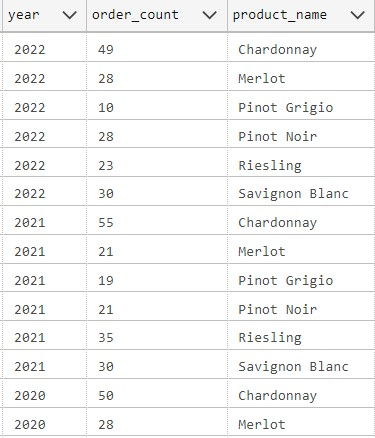 year order_count product_name
2022 49 Chardonnay
2022 28 Merlot
2022 10 Pinot Grigio
2022 28 Pinot Noir
2022 23 Riesling
2022 30 Savignon Blanc
2021 55 Chardonnay
2021 21 Merlot
2021 19 Pinot Grigio
2021 21 Pinot Noir
2021 35 Riesling
2021 30 Savignon Blanc
2020 50 Chardonnay
2020 28 Merlot